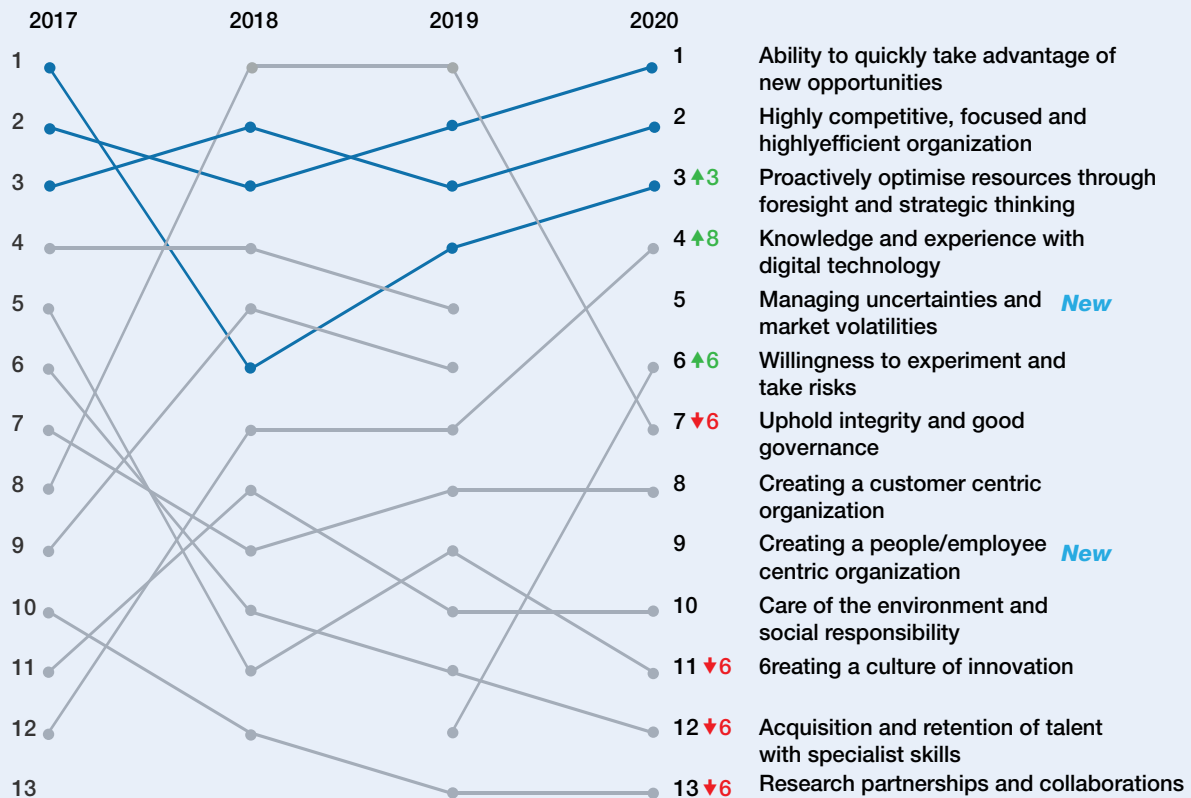 2017 2018 2019 2020
1
2
3
4
5
6
7
8
9
10
11
12
13
1 Ability to quickly take advantage of
new opportunities
2 Highly competitive, focused and
highlyefficient organization
3 3 Proactively optimise resources through
foresight and strategic thinking
4 8 Knowledge and experience with
digital technology
5 Managing uncertainties and New
market volatilities
6 6 Willingness to experiment and
take risks
7 6 Uphold integrity and good
governance
8 Creating a customer centric
organization
9 Creating a people/employee New
centric organization
10 Care of the environment and
social responsibility
11 6 6reating a culture of innovation
12 6 Acquisition and retention of talent
with specialist skills
13 6 Research partnerships and collaborations